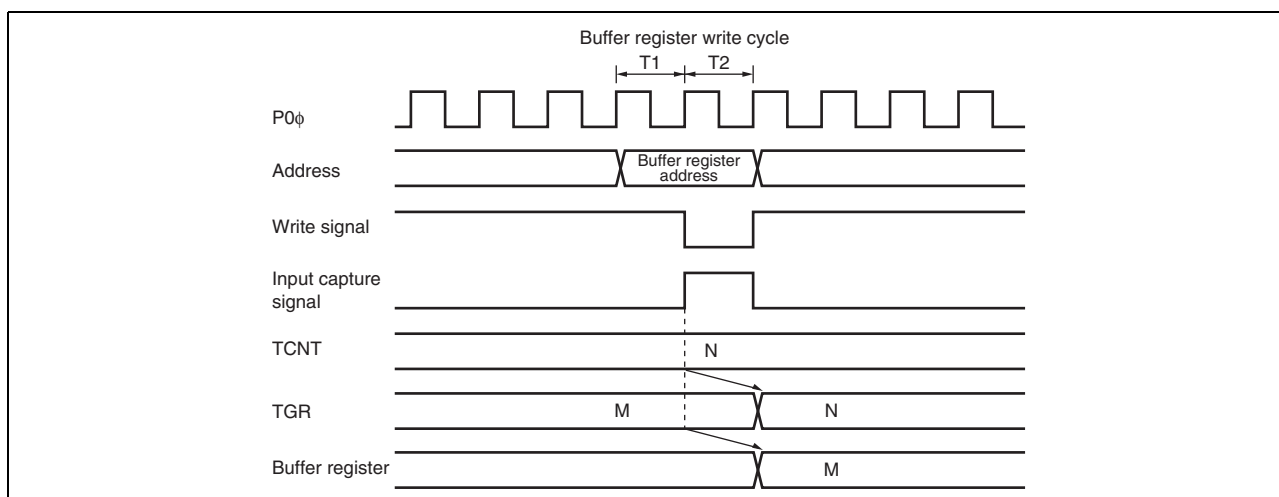 Buffer register write cycle
T1 T2
P0ϕ
Buffer register
Address
address
Write signal
Input capture
signal
TCNT
N
TGR
M N
Buffer register
M